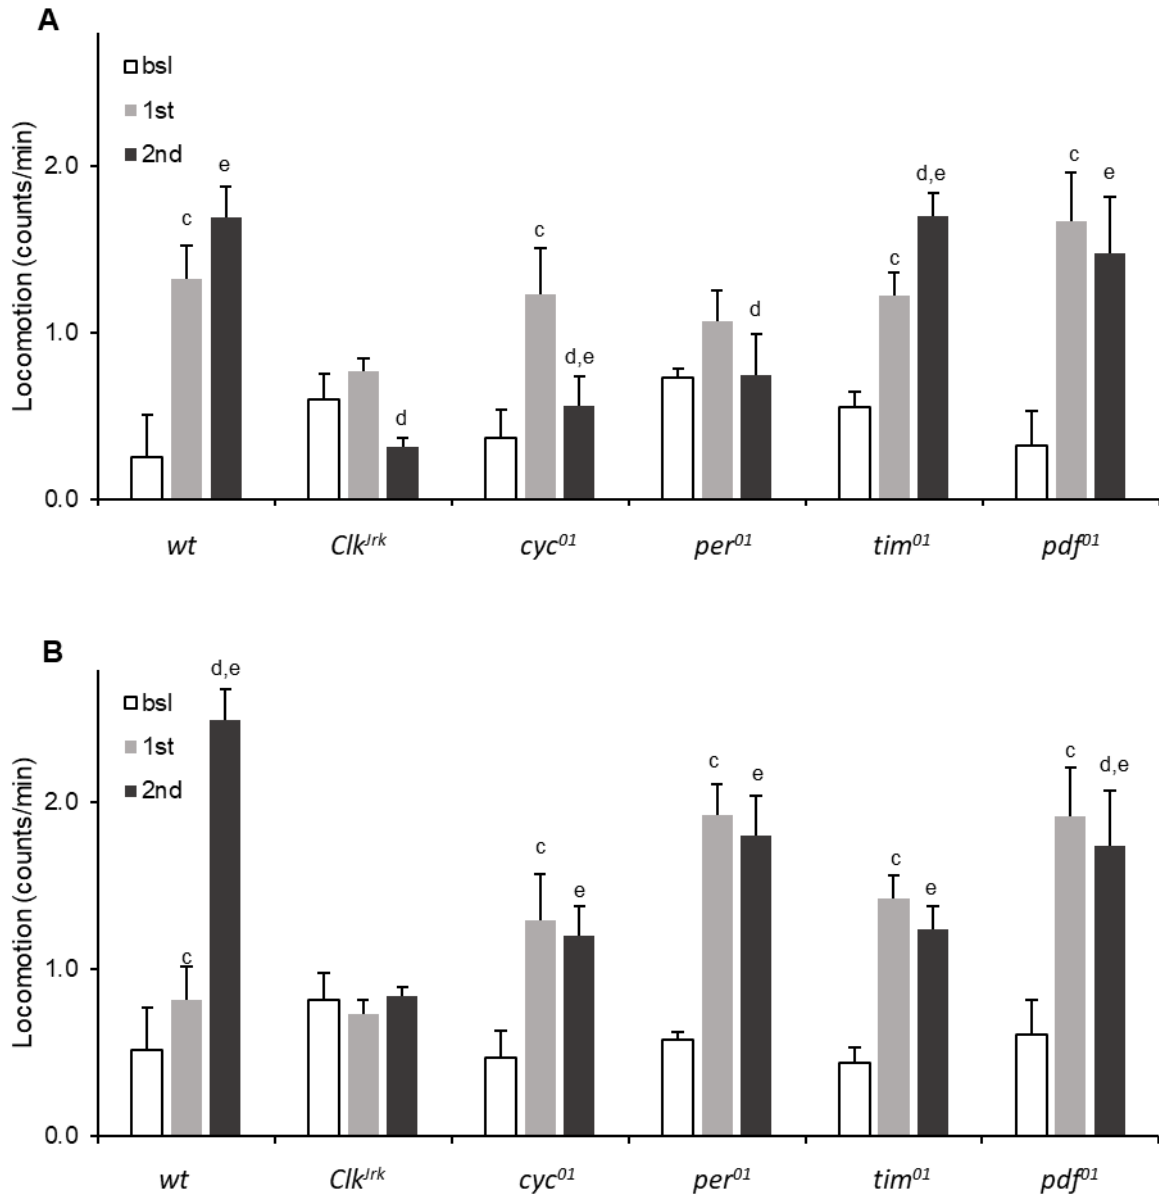 A
bsl
1st
2nd
Locomotion (counts/min)
2.0
1.0
0.0
c
e
d
c
d,e
d
c
d,e
c
e
wt
Clk^Jrk
cyc^01
per^01
tim^01
pdf^01
B
bsl
1st
2nd
Locomotion (counts/min)
2.0
1.0
0.0
c
d,e
c
e
c
e
c
e
c
d,e
wt
Clk^Jrk
cyc^01
per^01
tim^01
pdf^01